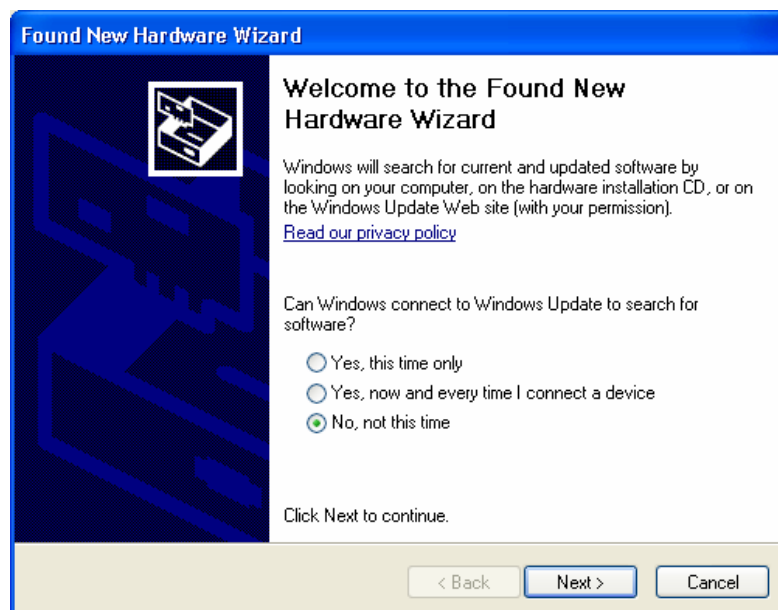 Found New Hardware Wizard
Welcome to the Found New
Hardware Wizard
Windows will search for current and updated software by
looking on your computer, on the hardware installation CD, or on
the Windows Update Web site (with your permission).
Read our privacy policy
Can Windows connect to Windows Update to search for
software?
Yes, this time only
Yes, now and every time I connect a device
No, not this time
Click Next to continue.
< Back Next > Cancel